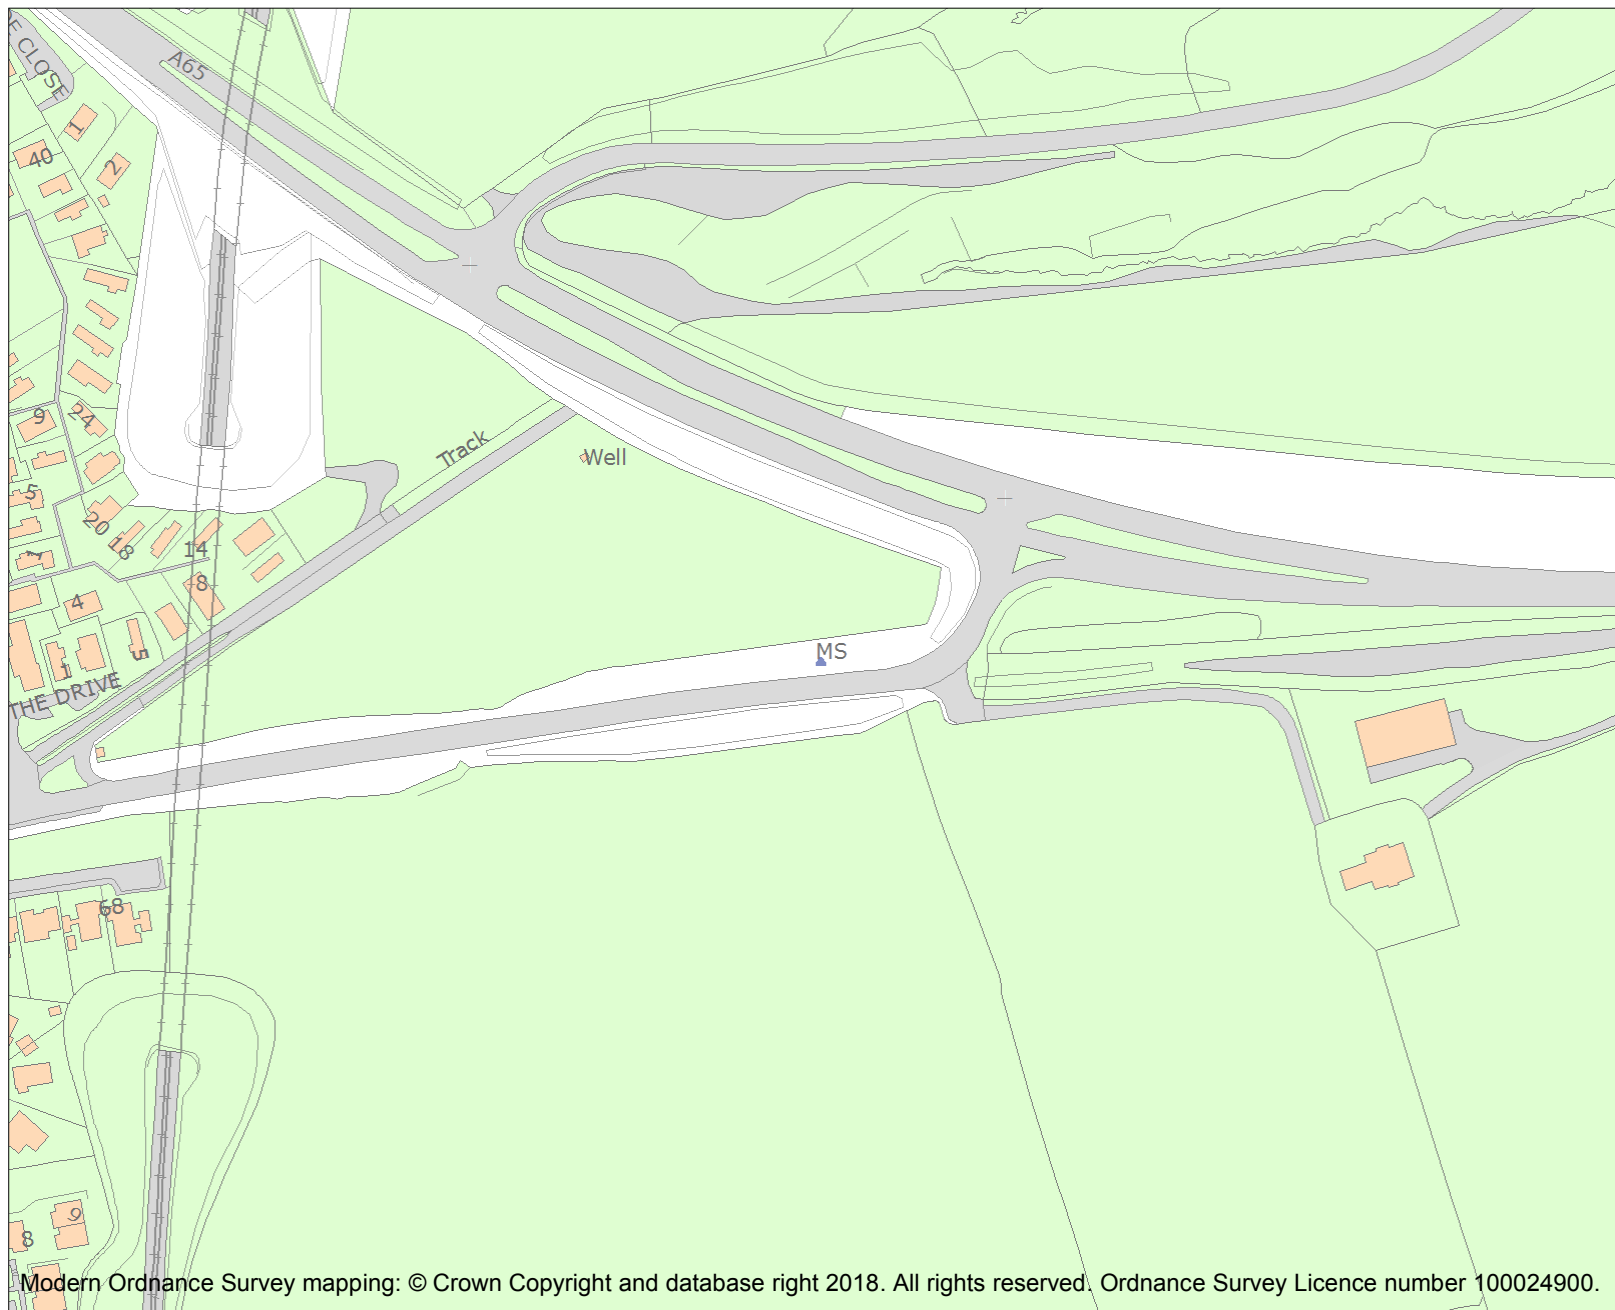 A65
E CLOSE
1
40
2
9
24
Track
Well
5
20
18
14
1
8
4
5
1
MS
THE DRIVE
68
9
8
Modern Ordnance Survey mapping: © Crown Copyright and database right 2018. All rights reserved. Ordnance Survey Licence number 100024900.